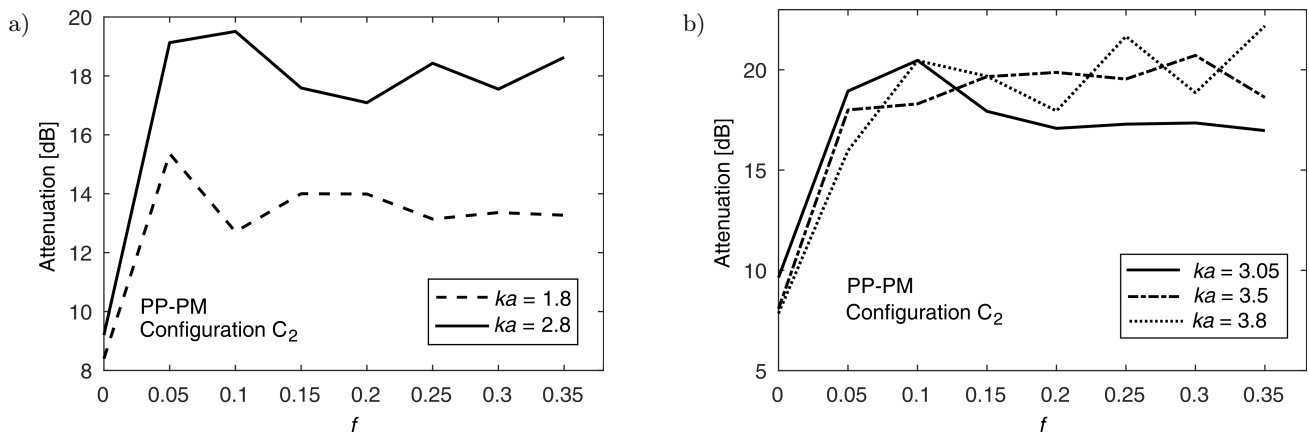 a)
20
18
16
14
12
10
8
Attenuation [dB]
PP-PM
Configuration C₂
ka = 1.8
ka = 2.8
0 0.05 0.1 0.15 0.2 0.25 0.3 0.35
f
b)
20
15
10
5
Attenuation [dB]
PP-PM
Configuration C₂
ka = 3.05
ka = 3.5
ka = 3.8
0 0.05 0.1 0.15 0.2 0.25 0.3 0.35
f